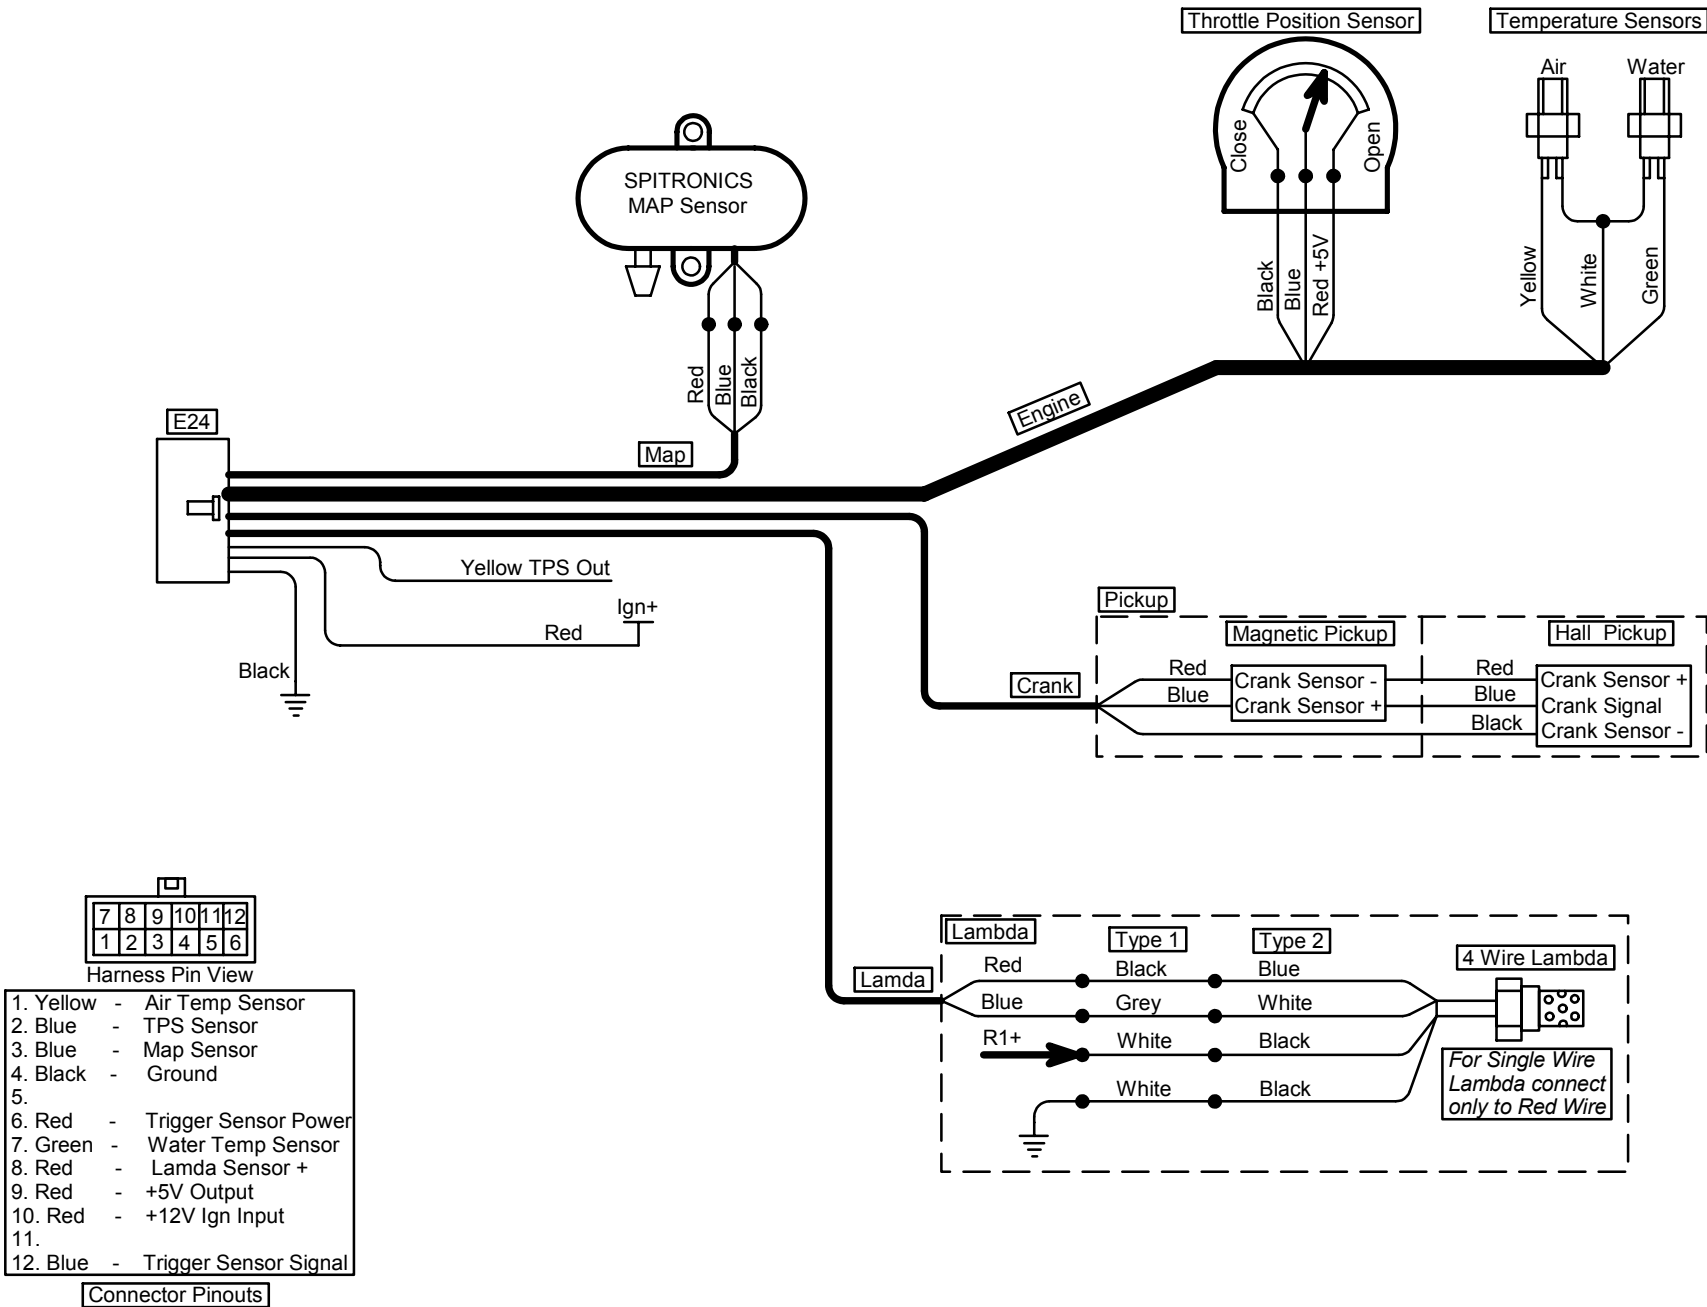 Throttle Position Sensor
Temperature Sensors
Air
Water
SPITRONICS
MAP Sensor
Close
Open
Black
Blue
Red +5V
Yellow
White
Green
Red
Blue
Black
E24
Map
Engine
Yellow TPS Out
Ign+
Red
Black
Pickup
Magnetic Pickup
Hall Pickup
Crank
Red
Crank Sensor -
Red
Crank Sensor +
Blue
Crank Sensor +
Blue
Crank Signal
Black
Crank Sensor -
7 8 9 10 11 12
1 2 3 4 5 6
Harness Pin View
1. Yellow - Air Temp Sensor
2. Blue - TPS Sensor
3. Blue - Map Sensor
4. Black - Ground
5.
6. Red - Trigger Sensor Power
7. Green - Water Temp Sensor
8. Red - Lamda Sensor +
9. Red - +5V Output
10. Red - +12V Ign Input
11.
12. Blue - Trigger Sensor Signal
Connector Pinouts
Lamda
Lambda
Type 1
Type 2
4 Wire Lambda
Red
Black
Blue
Blue
Grey
White
R1+
White
Black
White
Black
For Single Wire
Lambda connect
only to Red Wire